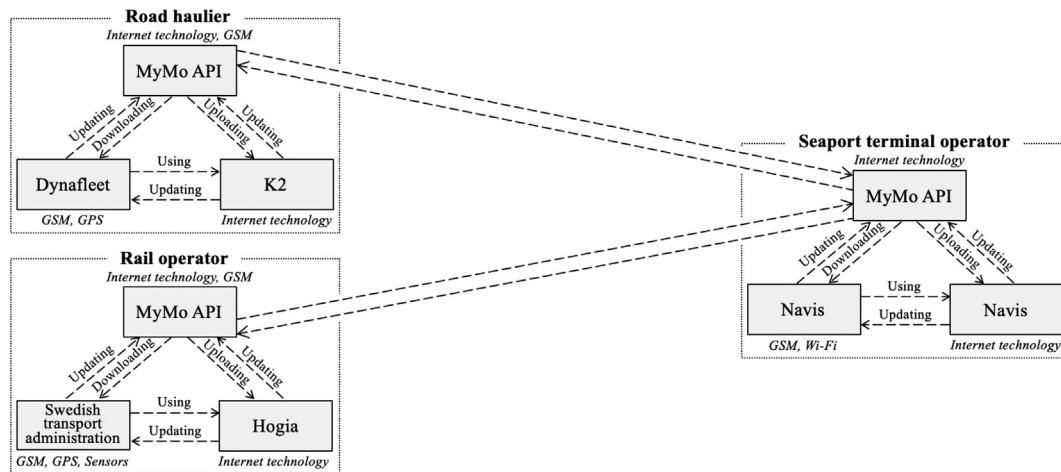 Road haulier
Internet technology, GSM
MyMo API
Updating
Downloading
Uploading
Updating
Dynafleet
Using
Updating
K2
GSM, GPS
Internet technology
Seaport terminal operator
Internet technology
MyMo API
Updating
Downloading
Uploading
Updating
Navis
Using
Updating
Navis
GSM, Wi-Fi
Internet technology
Rail operator
Internet technology, GSM
MyMo API
Updating
Downloading
Uploading
Updating
Swedish
transport
administration
Using
Updating
Hogia
GSM, GPS, Sensors
Internet technology